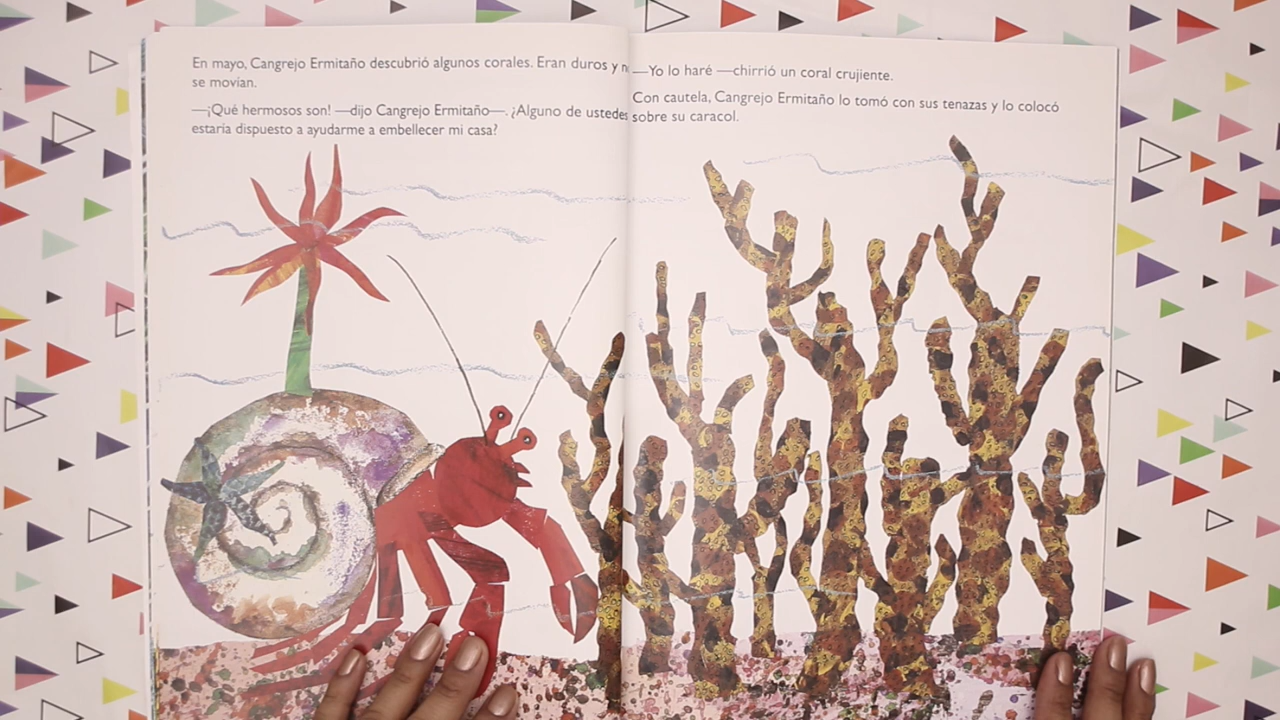 En mayo, Cangrejo Ermitaño descubrió algunos corales. Eran duros y n
se movían.
—¡Qué hermosos son! —dijo Cangrejo Ermitaño—. ¿Alguno de ustedes
estaría dispuesto a ayudarme a embellecer mi casa?
—Yo lo haré —chirrió un coral crujiente.
Con cautela, Cangrejo Ermitaño lo tomó con sus tenazas y lo colocó
sobre su caracol.